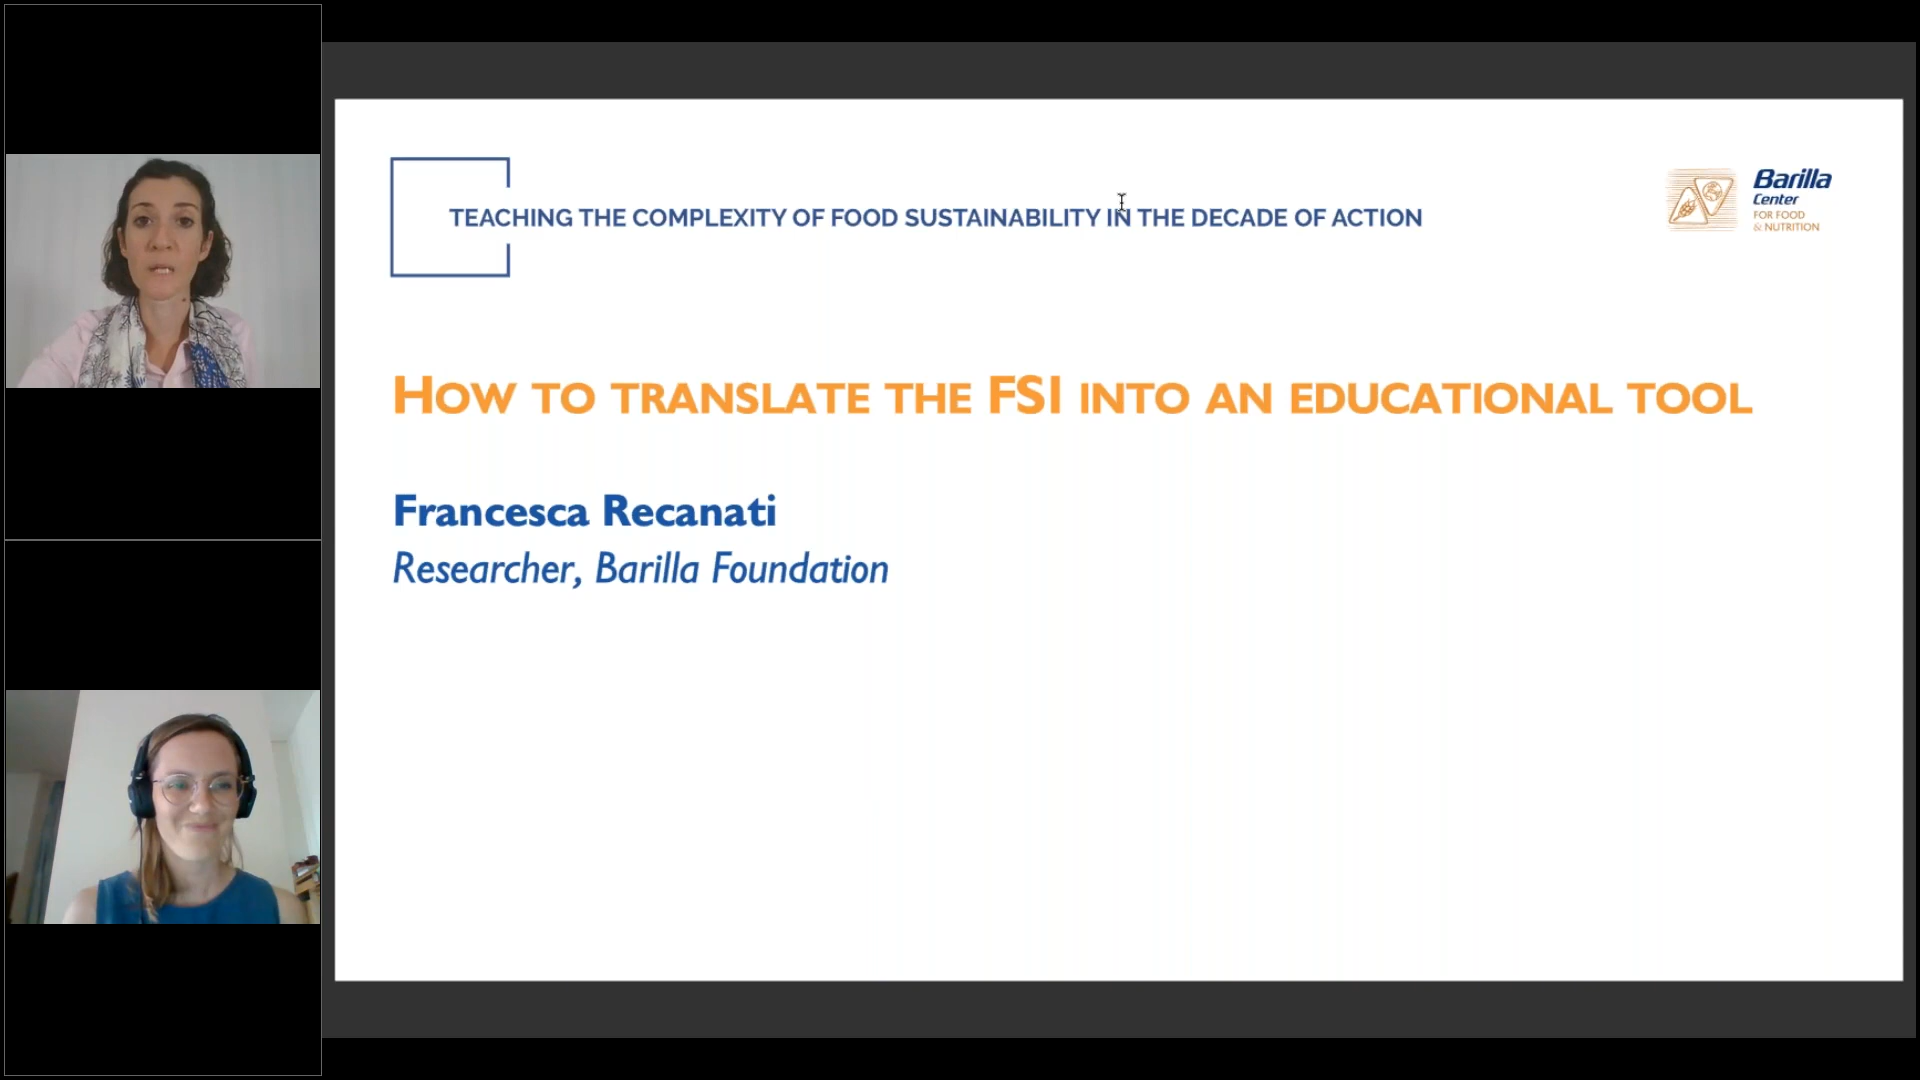 TEACHING THE COMPLEXITY OF FOOD SUSTAINABILITY IN THE DECADE OF ACTION
Barilla
Center
FOR FOOD
& NUTRITION
HOW TO TRANSLATE THE FSI INTO AN EDUCATIONAL TOOL
Francesca Recanati
Researcher, Barilla Foundation